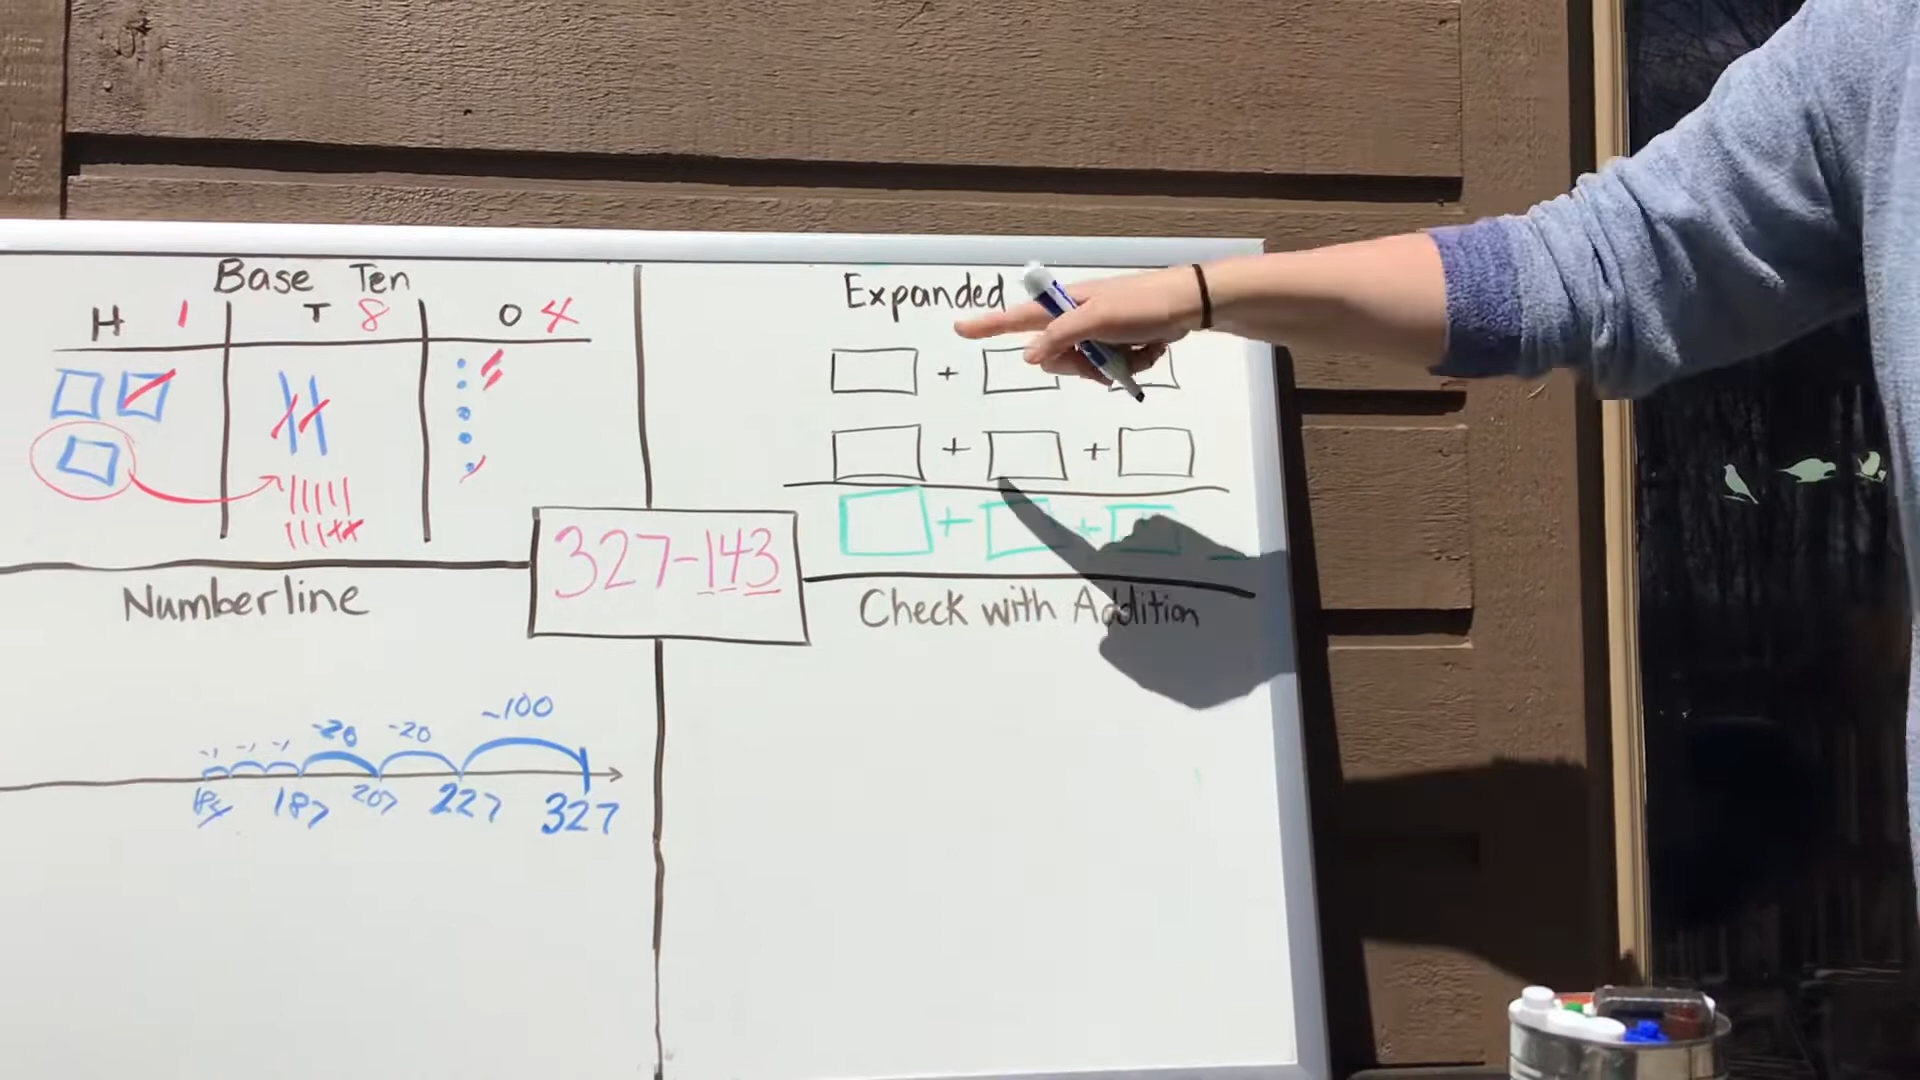 Base Ten
H 1 T 8 O 4
Expanded
+
+ +
+ +
327-143
Numberline
Check with Addition
-1 -1 -1 -20 -20 -100
187 207 227 327